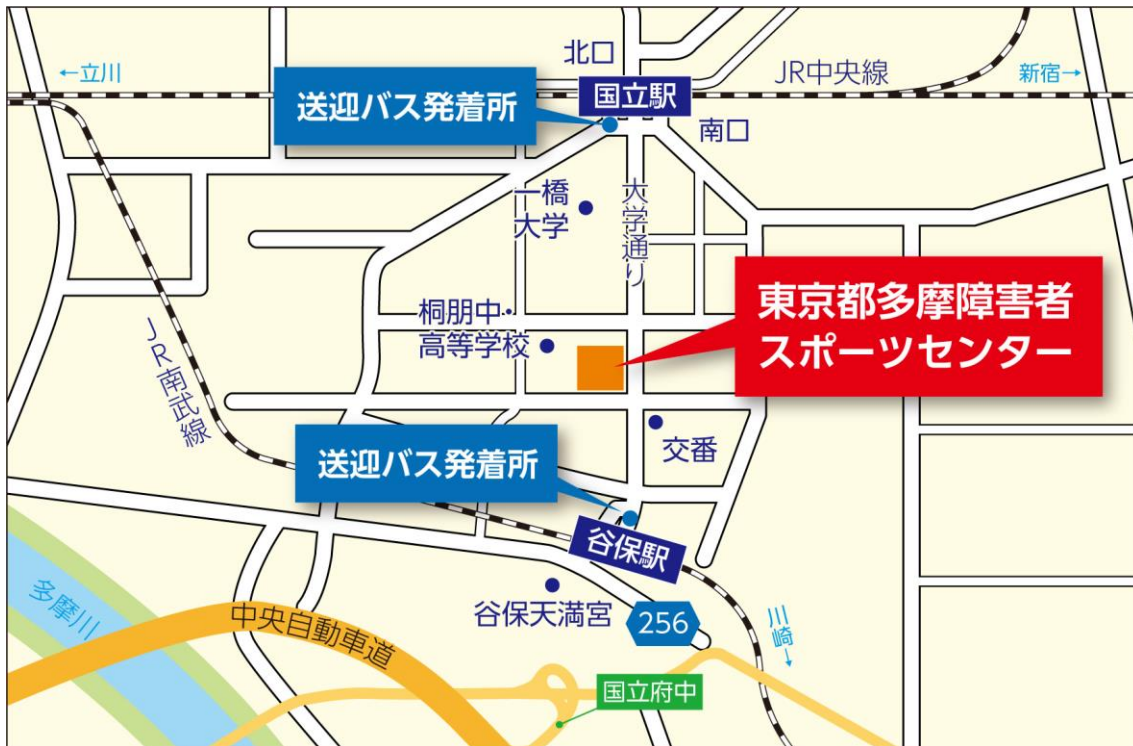 北口
←立川
JR中央線
新宿→
送迎バス発着所
国立駅
南口
一橋
大学
大学通り
東京都多摩障害者
スポーツセンター
桐朋中・
高等学校
JR南武線
交番
送迎バス発着所
谷保駅
多摩川
谷保天満宮
256
川崎→
中央自動車道
国立府中